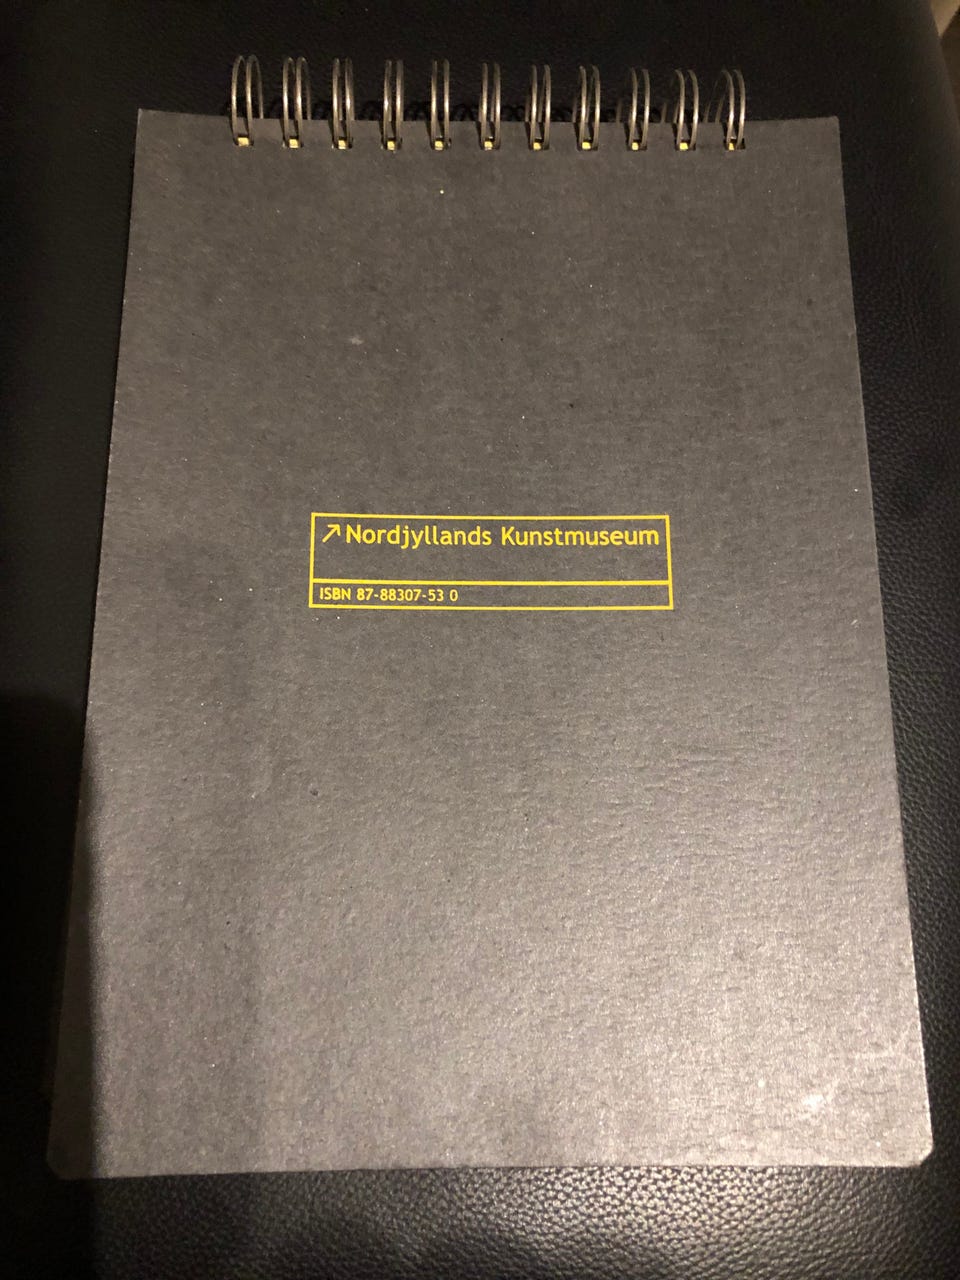 ↗Nordjyllands Kunstmuseum
ISBN 87-88307-53 0